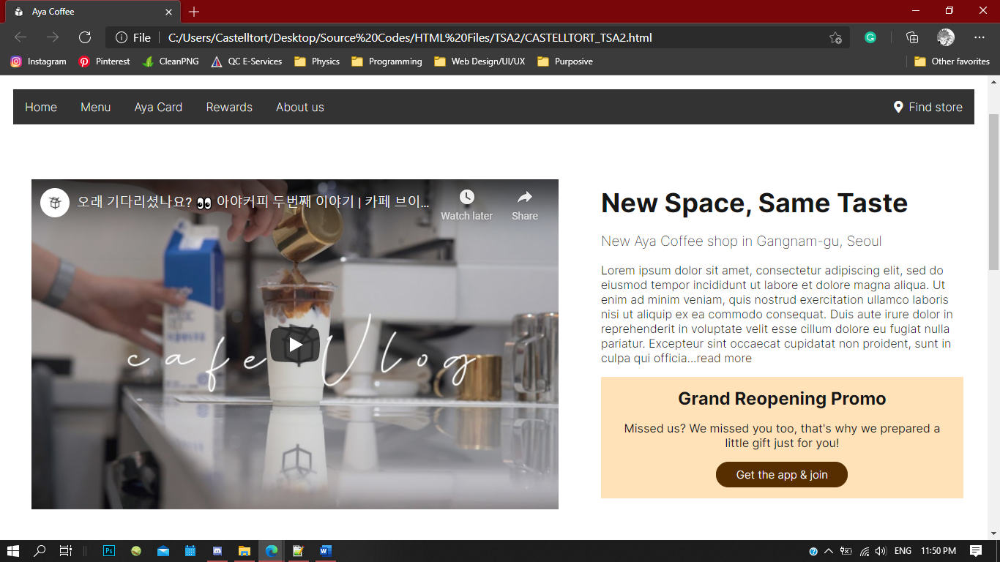 Aya Coffee
File
C:/Users/Castelltort/Desktop/Source%20Codes/HTML%20Files/TSA2/CASTELLTORT_TSA2.html
Instagram Pinterest CleanPNG QC E-Services Physics Programming Web Design/UI/UX Purposive Other favorites
Home Menu Aya Card Rewards About us Find store
오래 기다리셨나요? 👀 아야커피 두번째 이야기 | 카페 브이...
Watch later Share
cafe Vlog
New Space, Same Taste
New Aya Coffee shop in Gangnam-gu, Seoul
Lorem ipsum dolor sit amet, consectetur adipiscing elit, sed do
eiusmod tempor incididunt ut labore et dolore magna aliqua. Ut
enim ad minim veniam, quis nostrud exercitation ullamco laboris
nisi ut aliquip ex ea commodo consequat. Duis aute irure dolor in
reprehenderit in voluptate velit esse cillum dolore eu fugiat nulla
pariatur. Excepteur sint occaecat cupidatat non proident, sunt in
culpa qui officia...read more
Grand Reopening Promo
Missed us? We missed you too, that's why we prepared a
little gift just for you!
Get the app & join
Ps
ENG 11:50 PM